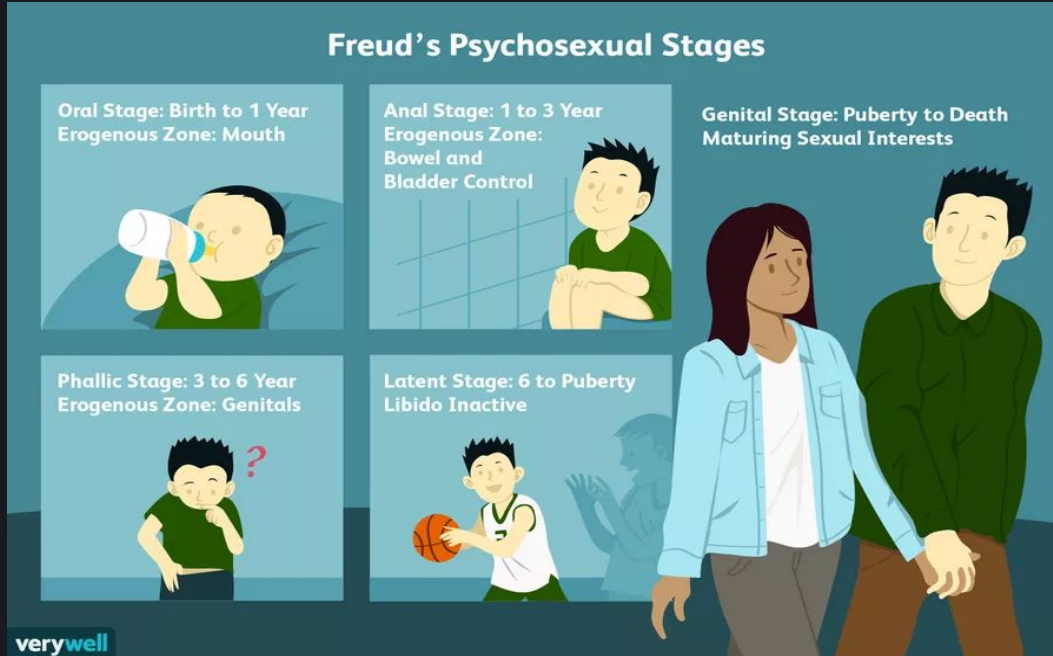 Freud's Psychosexual Stages
Oral Stage: Birth to 1 Year
Erogenous Zone: Mouth
Anal Stage: 1 to 3 Year
Erogenous Zone:
Bowel and
Bladder Control
Genital Stage: Puberty to Death
Maturing Sexual Interests
Phallic Stage: 3 to 6 Year
Erogenous Zone: Genitals
?
Latent Stage: 6 to Puberty
Libido Inactive
verywell